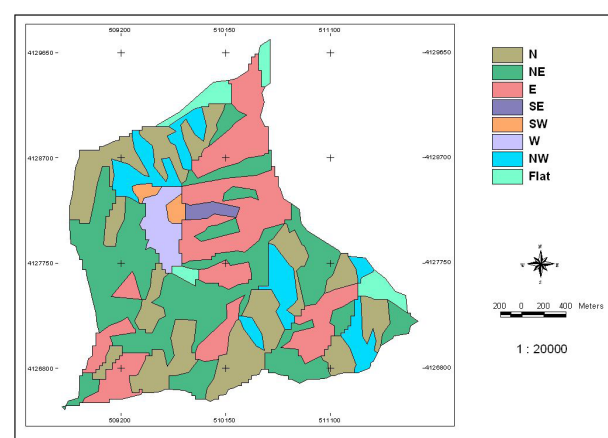 509200 510150 511100
4129650 4129650
4128700 4128700
4127750 4127750
4126800 4126800
509200 510150 511100
N
NE
E
SE
SW
W
NW
Flat
N
W E
S
200 0 200 400 Meters
1 : 20000